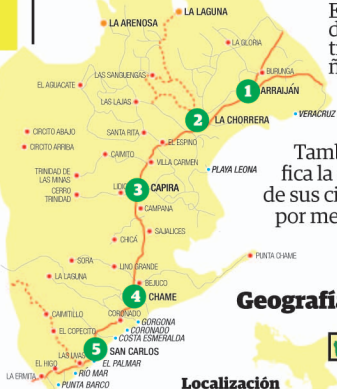 LA LAGUNA
LA ARENOSA
LA GLORIA
LAS SANGUENGAS
BURUNGA
EL AGUACATE
1 ARRAIJÁN
LAS LAJAS
VERACRUZ
2 LA CHORRERA
CIRCITO ABAJO
SANTA RITA
EL ESPINO
CIRCITO ARRIBA
CAIMITO
VILLA CARMEN
PLAYA LEONA
TRINIDAD DE
LAS MINAS
CERRO
TRINIDAD
LIDIO
3 CAPIRA
CAMPANA
SAJALICES
CHICÁ
SORA
LINO GRANDE
PUNTA CHAME
LA LAGUNA
BEJUCO
4 CHAME
CAIMITILLO
CORONADO
GORGONA
EL COPECITO
CORONADO
COSTA ESMERALDA
5 SAN CARLOS
LAS UVAS
EL HIGO
EL PALMAR
LA ERMITA
RIO MAR
PUNTA BARCO
Tamb
fica la
de sus ci
por me
Geografí
Localización